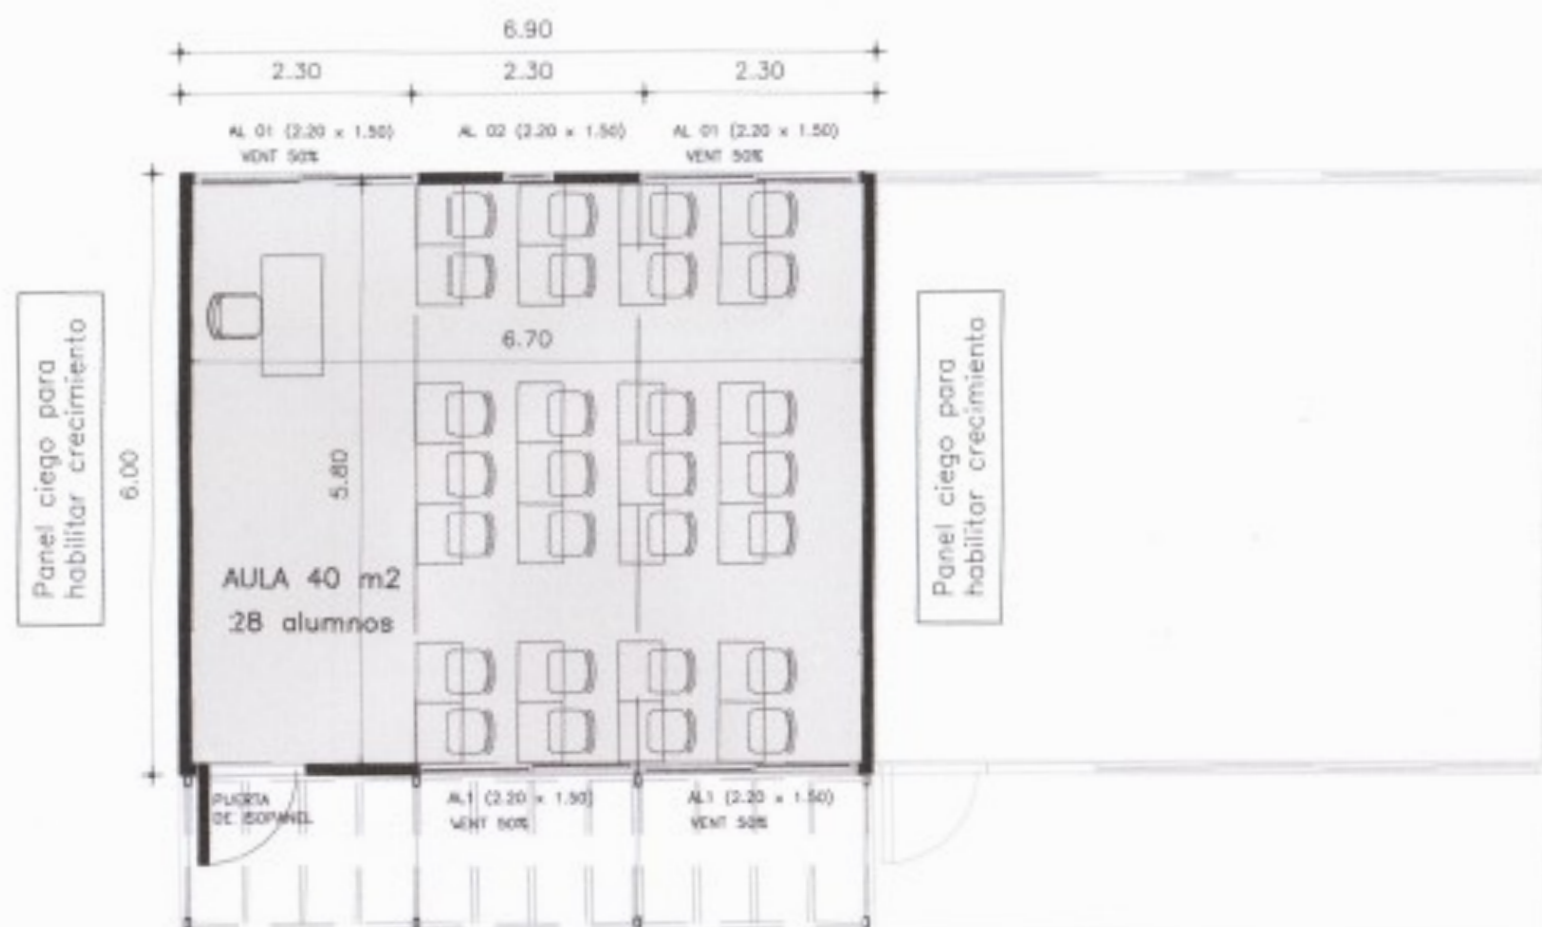 6.90
2.30 2.30 2.30
AL 01 (2.20 x 1.50) AL 02 (2.20 x 1.50) AL 01 (2.20 x 1.50)
VENT 50% VENT 50%
Panel ciego para
habilitar crecimiento
6.00
6.70
5.80
AULA 40 m2
28 alumnos
Panel ciego para
habilitar crecimiento
PUERTA
DE ISOPANEL
AL1 (2.20 x 1.50) AL1 (2.20 x 1.50)
VENT 50% VENT 50%